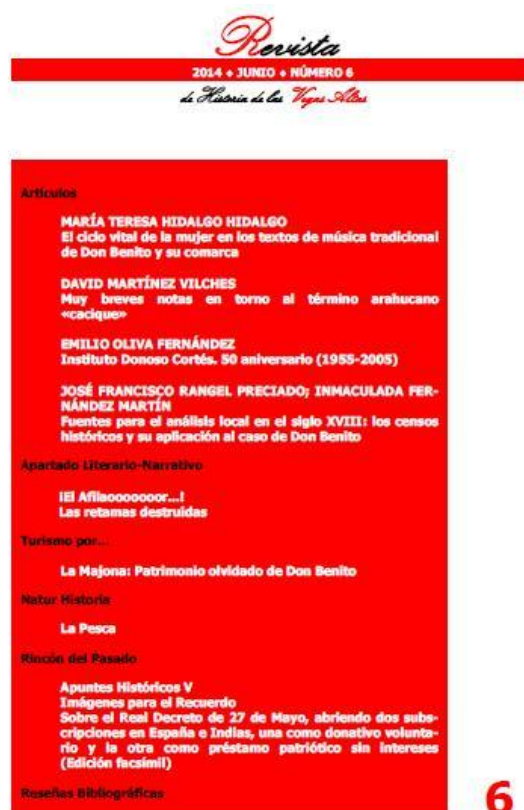 Revista
2014 ♦ JUNIO ♦ NÚMERO 6
de Historia de las Vegas Altas
Artículos
MARÍA TERESA HIDALGO HIDALGO
El ciclo vital de la mujer en los textos de música tradicional
de Don Benito y su comarca
DAVID MARTÍNEZ VILCHES
Muy breves notas en torno al término arahucano
«cacique»
EMILIO OLIVA FERNÁNDEZ
Instituto Donoso Cortés. 50 aniversario (1955-2005)
JOSÉ FRANCISCO RANGEL PRECIADO; INMACULADA FER-
NÁNDEZ MARTÍN
Fuentes para el análisis local en el siglo XVIII: los censos
históricos y su aplicación al caso de Don Benito
Apartado Literario-Narrativo
¡El Afilaooooooor...!
Las retamas destruidas
Turismo por...
La Majona: Patrimonio olvidado de Don Benito
Natur Historia
La Pesca
Rincón del Pasado
Apuntes Históricos V
Imágenes para el Recuerdo
Sobre el Real Decreto de 27 de Mayo, abriendo dos subs-
cripciones en España e Indias, una como donativo volunta-
rio y la otra como préstamo patriótico sin intereses
(Edición facsímil)
Reseñas Bibliográficas
6